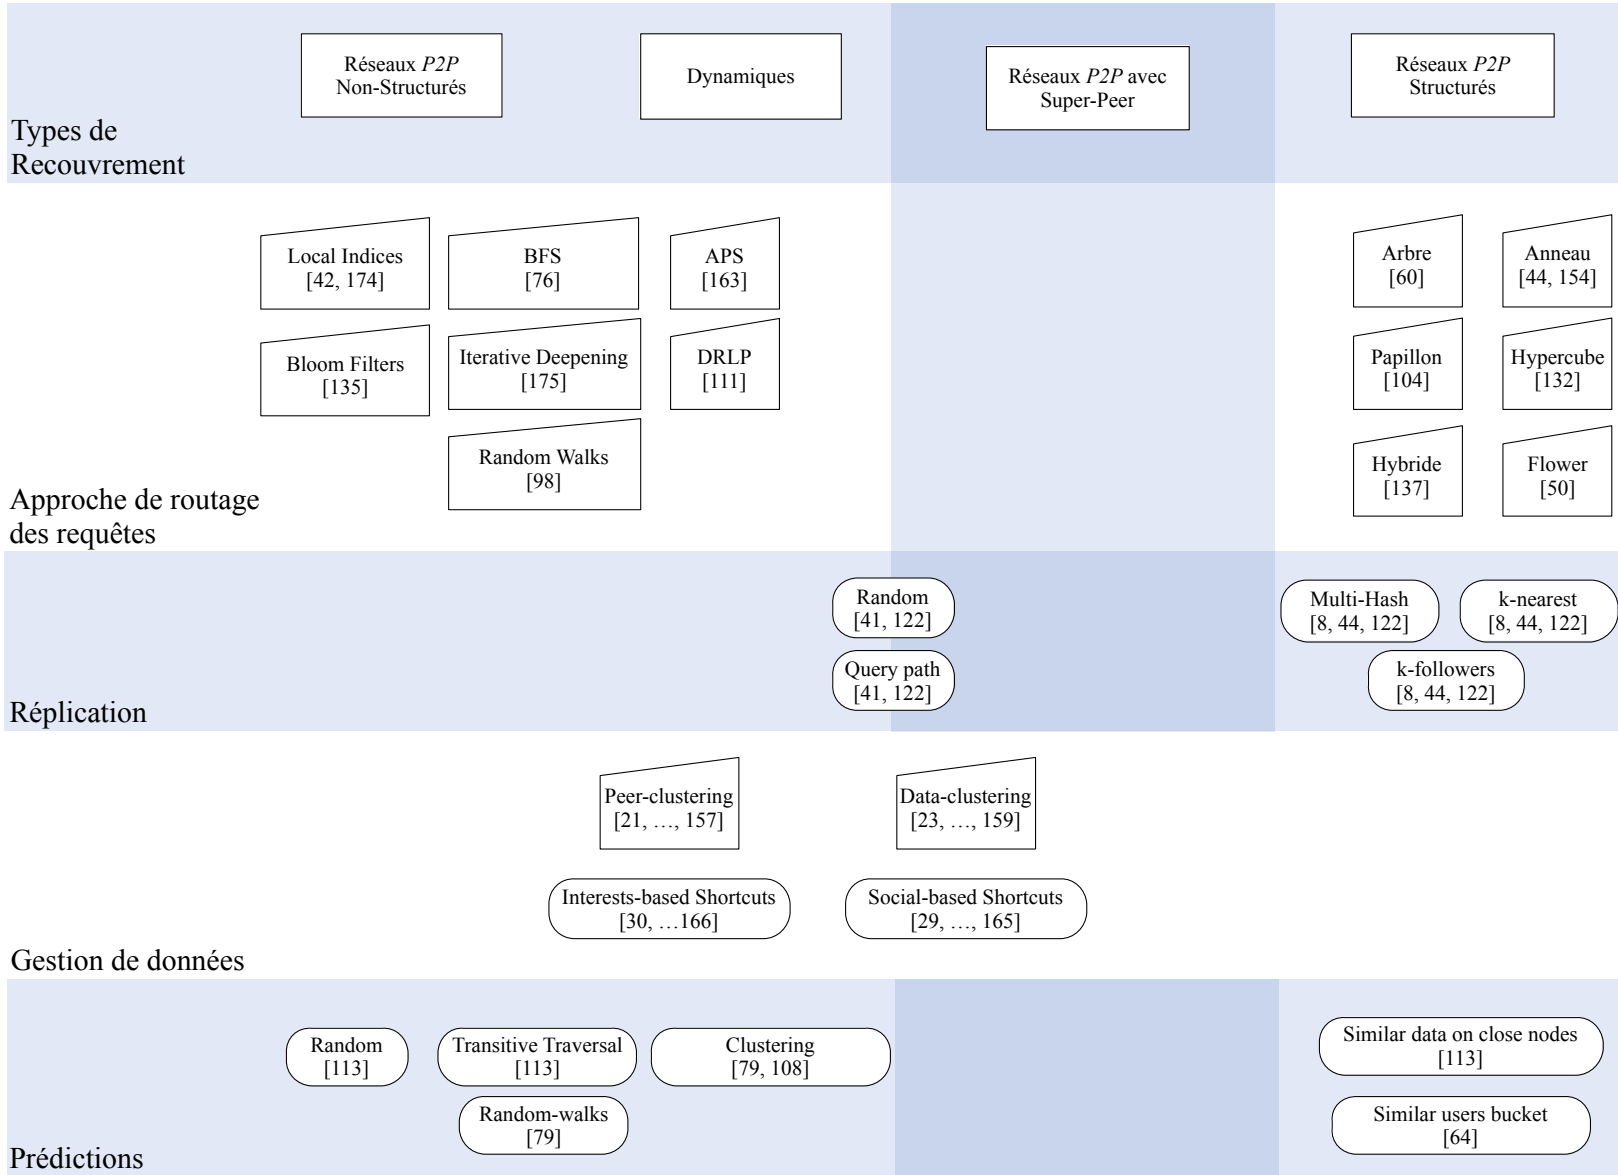 Réseaux P2P
Non-Structurés
Dynamiques
Réseaux P2P avec
Super-Peer
Réseaux P2P
Structurés
Types de
Recouvrement
Local Indices
[42, 174]
BFS
[76]
APS
[163]
Arbre
[60]
Anneau
[44, 154]
Bloom Filters
[135]
Iterative Deepening
[175]
DRLP
[111]
Papillon
[104]
Hypercube
[132]
Random Walks
[98]
Hybride
[137]
Flower
[50]
Approche de routage
des requêtes
Random
[41, 122]
Multi-Hash
[8, 44, 122]
k-nearest
[8, 44, 122]
Query path
[41, 122]
k-followers
[8, 44, 122]
Réplication
Peer-clustering
[21, …, 157]
Data-clustering
[23, …, 159]
Interests-based Shortcuts
[30, …166]
Social-based Shortcuts
[29, …, 165]
Gestion de données
Random
[113]
Transitive Traversal
[113]
Clustering
[79, 108]
Similar data on close nodes
[113]
Random-walks
[79]
Similar users bucket
[64]
Prédictions